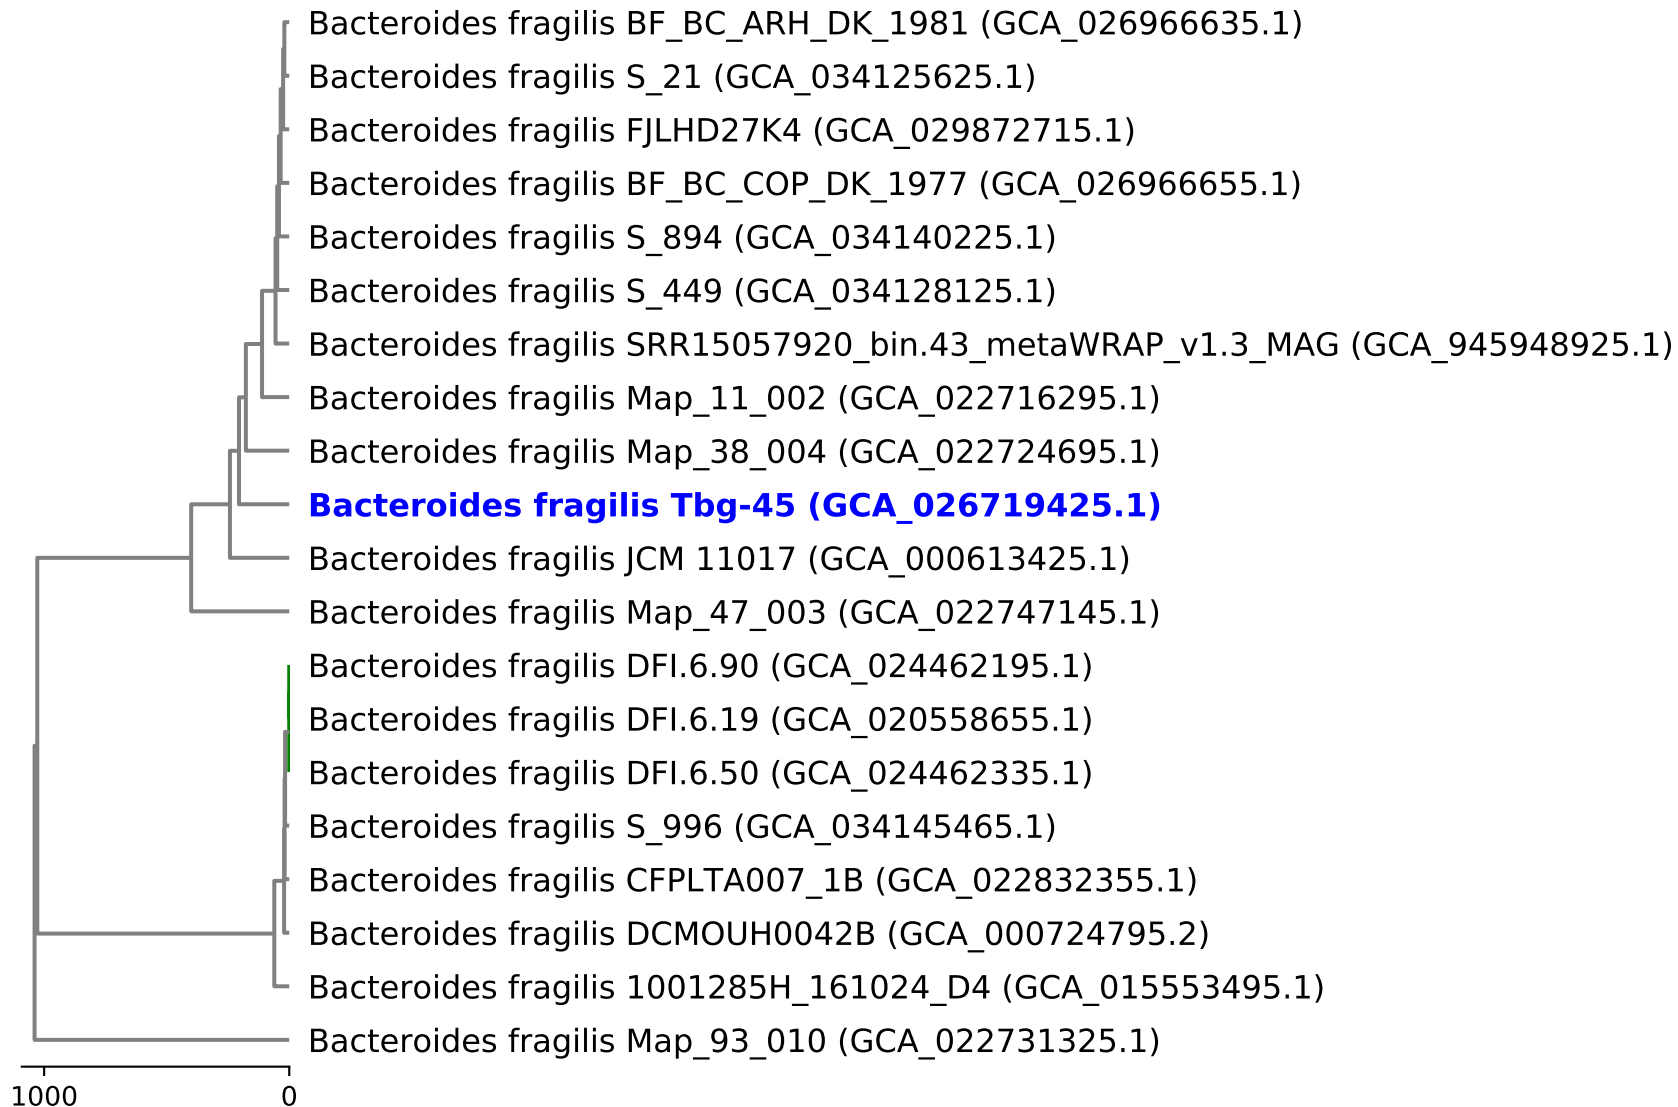 Bacteroides fragilis BF_BC_ARH_DK_1981 (GCA_026966635.1)
Bacteroides fragilis S_21 (GCA_034125625.1)
Bacteroides fragilis FJLHD27K4 (GCA_029872715.1)
Bacteroides fragilis BF_BC_COP_DK_1977 (GCA_026966655.1)
Bacteroides fragilis S_894 (GCA_034140225.1)
Bacteroides fragilis S_449 (GCA_034128125.1)
Bacteroides fragilis SRR15057920_bin.43_metaWRAP_v1.3_MAG (GCA_945948925.1)
Bacteroides fragilis Map_11_002 (GCA_022716295.1)
Bacteroides fragilis Map_38_004 (GCA_022724695.1)
Bacteroides fragilis Tbg-45 (GCA_026719425.1)
Bacteroides fragilis JCM 11017 (GCA_000613425.1)
Bacteroides fragilis Map_47_003 (GCA_022747145.1)
Bacteroides fragilis DFI.6.90 (GCA_024462195.1)
Bacteroides fragilis DFI.6.19 (GCA_020558655.1)
Bacteroides fragilis DFI.6.50 (GCA_024462335.1)
Bacteroides fragilis S_996 (GCA_034145465.1)
Bacteroides fragilis CFPLTA007_1B (GCA_022832355.1)
Bacteroides fragilis DCMOUH0042B (GCA_000724795.2)
Bacteroides fragilis 1001285H_161024_D4 (GCA_015553495.1)
Bacteroides fragilis Map_93_010 (GCA_022731325.1)
1000 0